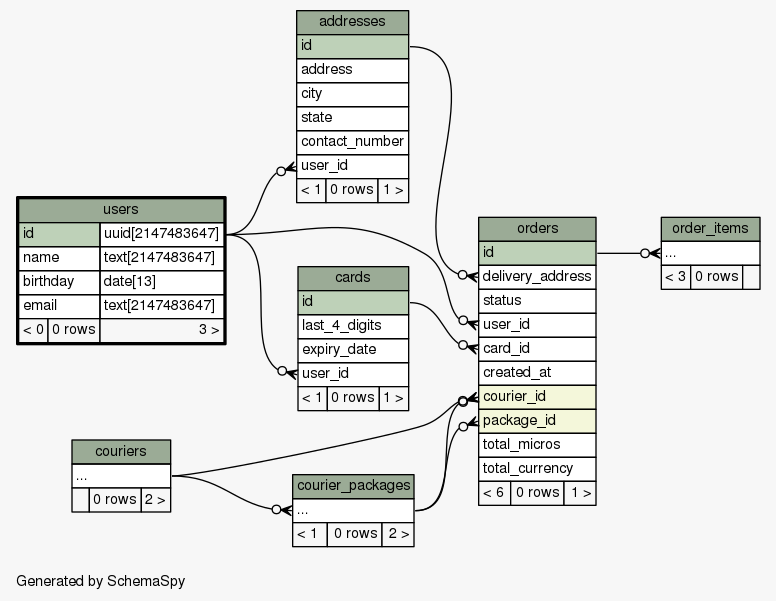 addresses
id
address
city
state
contact_number
user_id
< 1 0 rows 1 >
users
id uuid[2147483647]
name text[2147483647]
birthday date[13]
email text[2147483647]
< 0 0 rows 3 >
cards
id
last_4_digits
expiry_date
user_id
< 1 0 rows 1 >
orders
id
delivery_address
status
user_id
card_id
created_at
courier_id
package_id
total_micros
total_currency
< 6 0 rows 1 >
order_items
...
< 3 0 rows
couriers
...
0 rows 2 >
courier_packages
...
< 1 0 rows 2 >
Generated by SchemaSpy